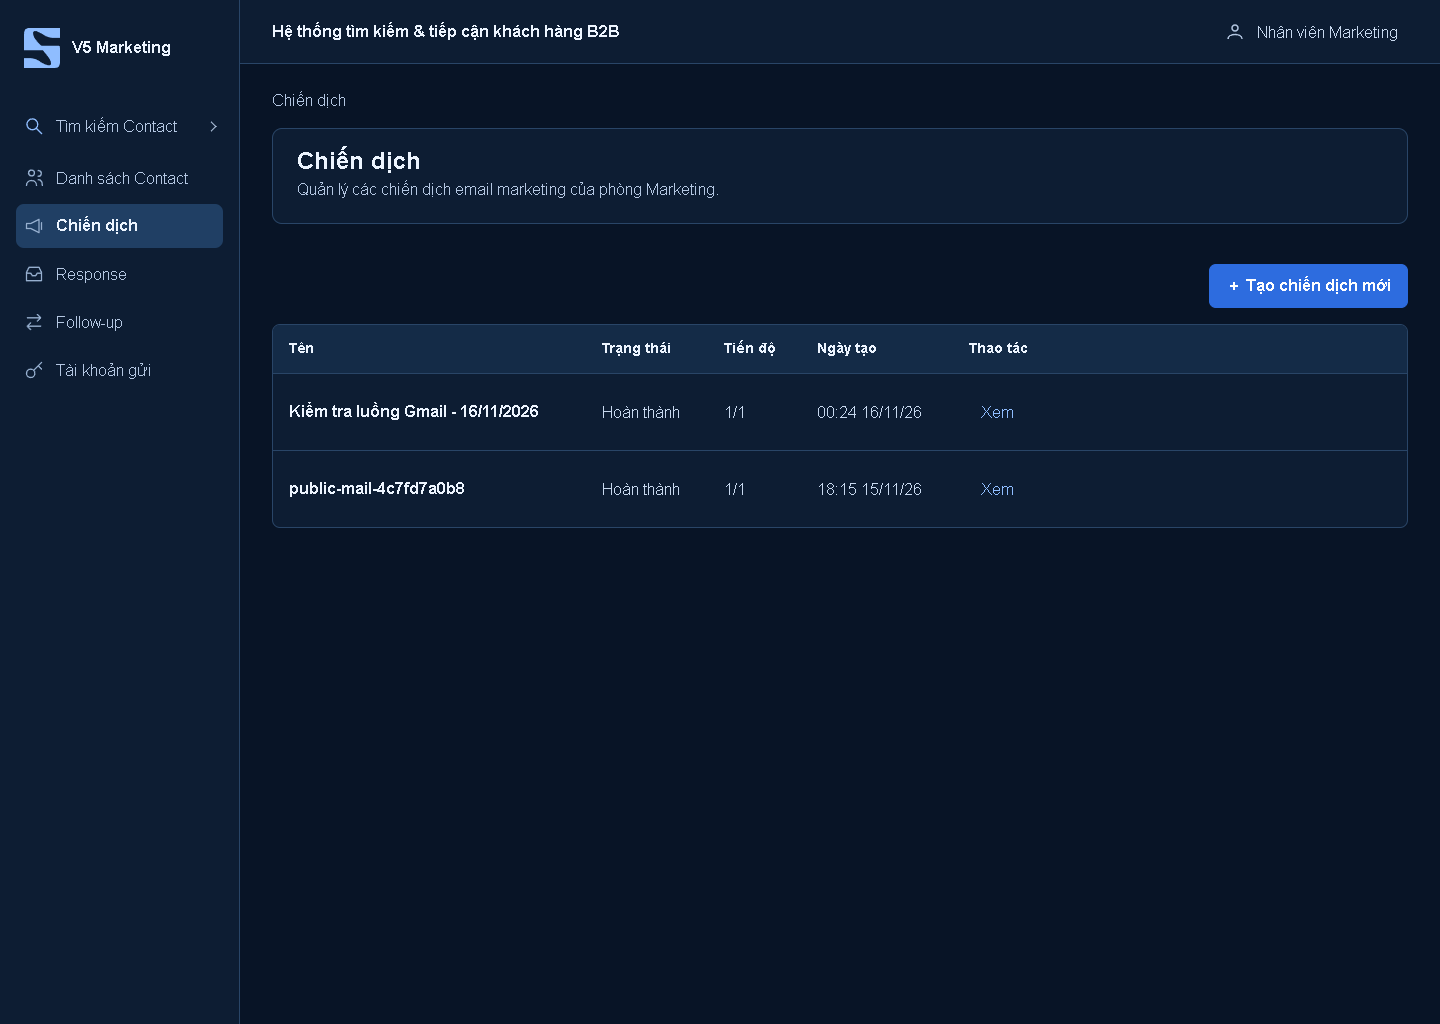 V5 Marketing
Tìm kiếm Contact
Danh sách Contact
Chiến dịch
Response
Follow-up
Tài khoản gửi
Hệ thống tìm kiếm & tiếp cận khách hàng B2B
Nhân viên Marketing
Chiến dịch
Chiến dịch
Quản lý các chiến dịch email marketing của phòng Marketing.
+ Tạo chiến dịch mới
Tên Trạng thái Tiến độ Ngày tạo Thao tác
Kiểm tra luồng Gmail - 16/11/2026 Hoàn thành 1/1 00:24 16/11/26 Xem
public-mail-4c7fd7a0b8 Hoàn thành 1/1 18:15 15/11/26 Xem